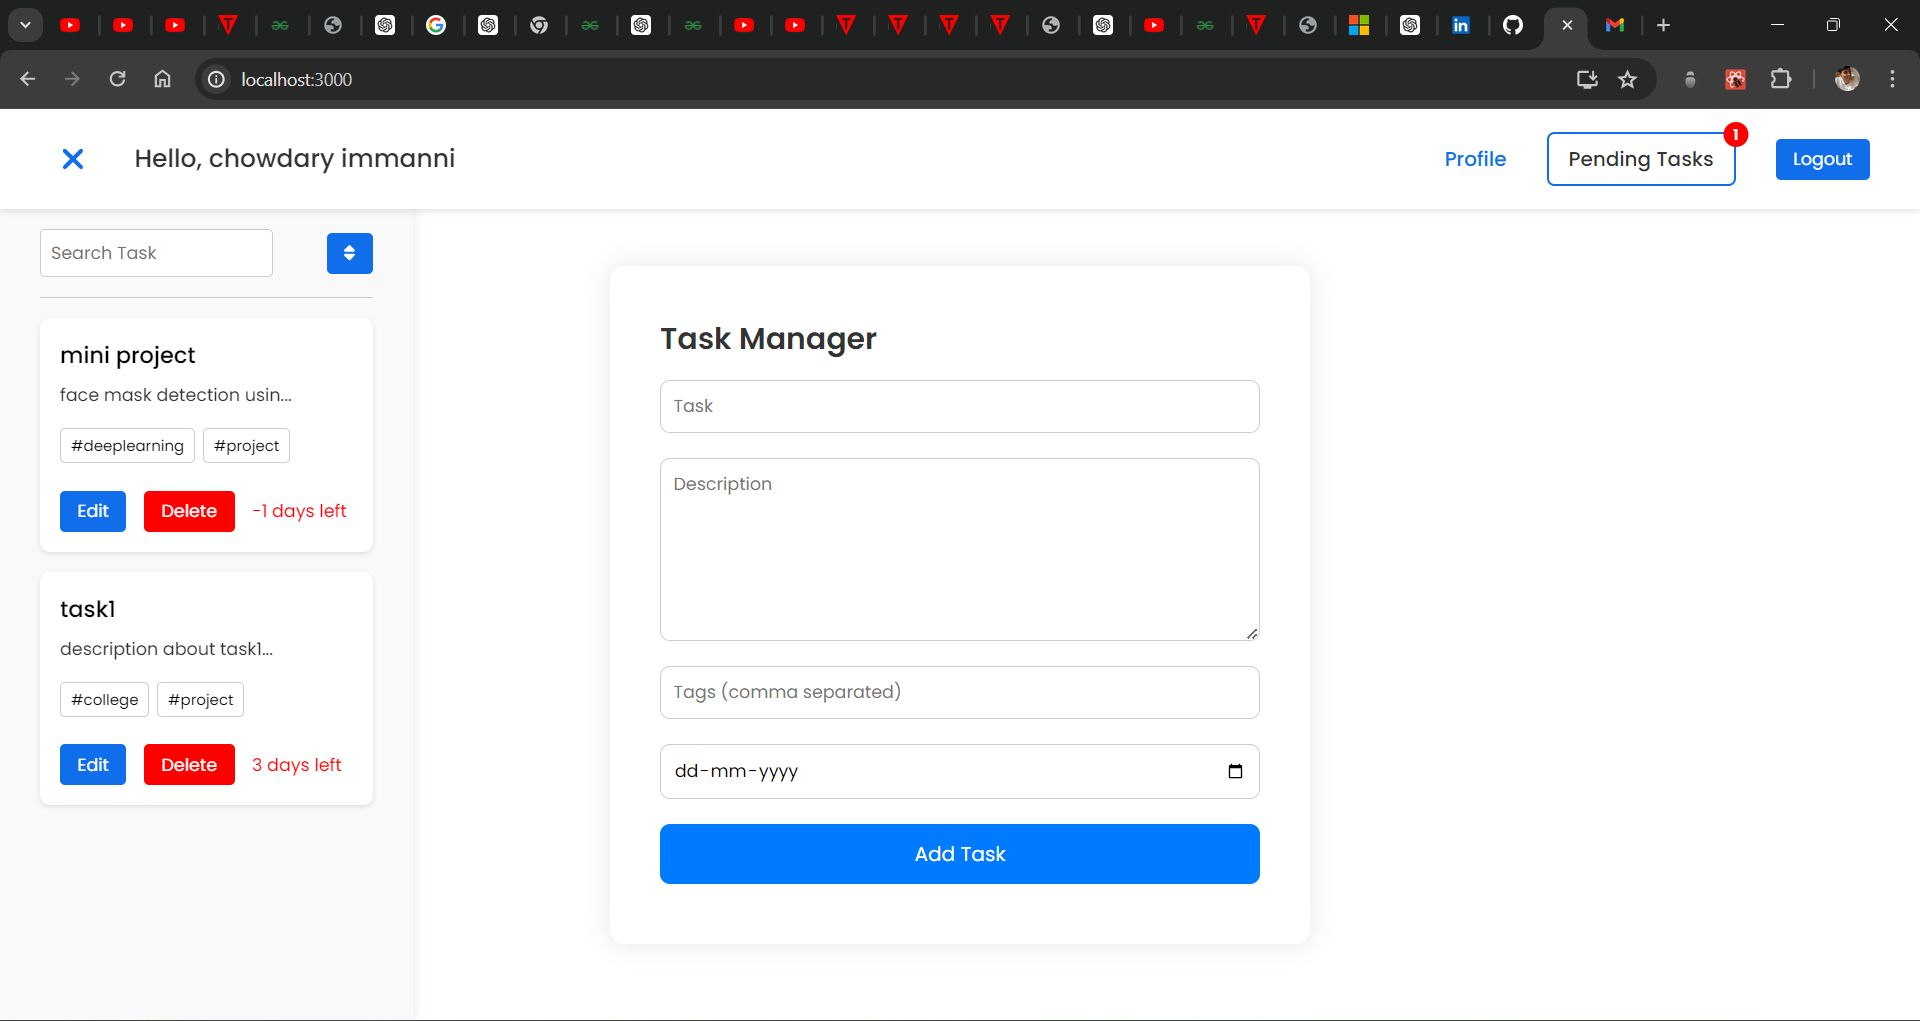 localhost:3000
Hello, chowdary immanni
Profile
Pending Tasks
1
Logout
Search Task
mini project
face mask detection usin...
#deeplearning #project
Edit Delete -1 days left
task1
description about task1...
#college #project
Edit Delete 3 days left
Task Manager
Task
Description
Tags (comma separated)
dd-mm-yyyy
Add Task